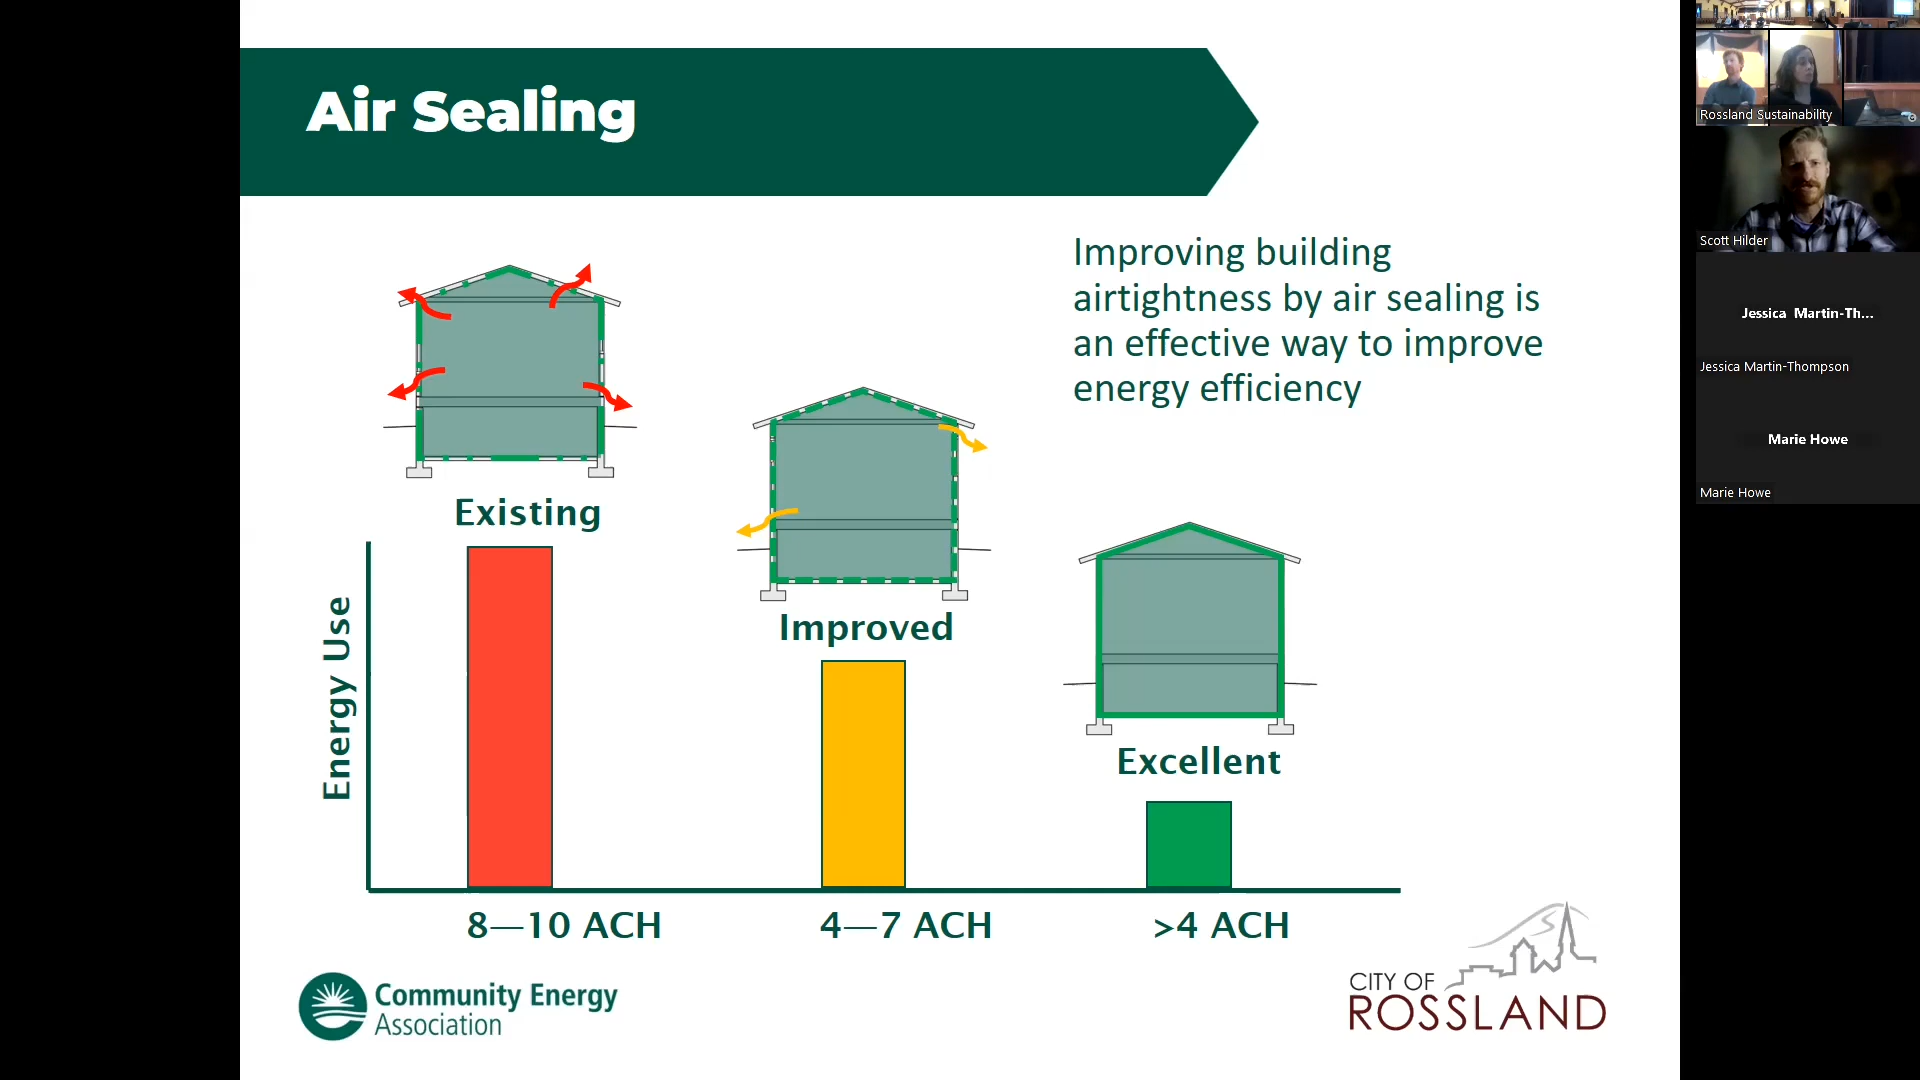 Air Sealing
Improving building
airtightness by air sealing is
an effective way to improve
energy efficiency
Existing
Improved
Excellent
Energy Use
8—10 ACH
4—7 ACH
>4 ACH
Community Energy
Association
CITY OF
ROSSLAND
Rossland Sustainability
Scott Hilder
Jessica Martin-Th...
Jessica Martin-Thompson
Marie Howe
Marie Howe